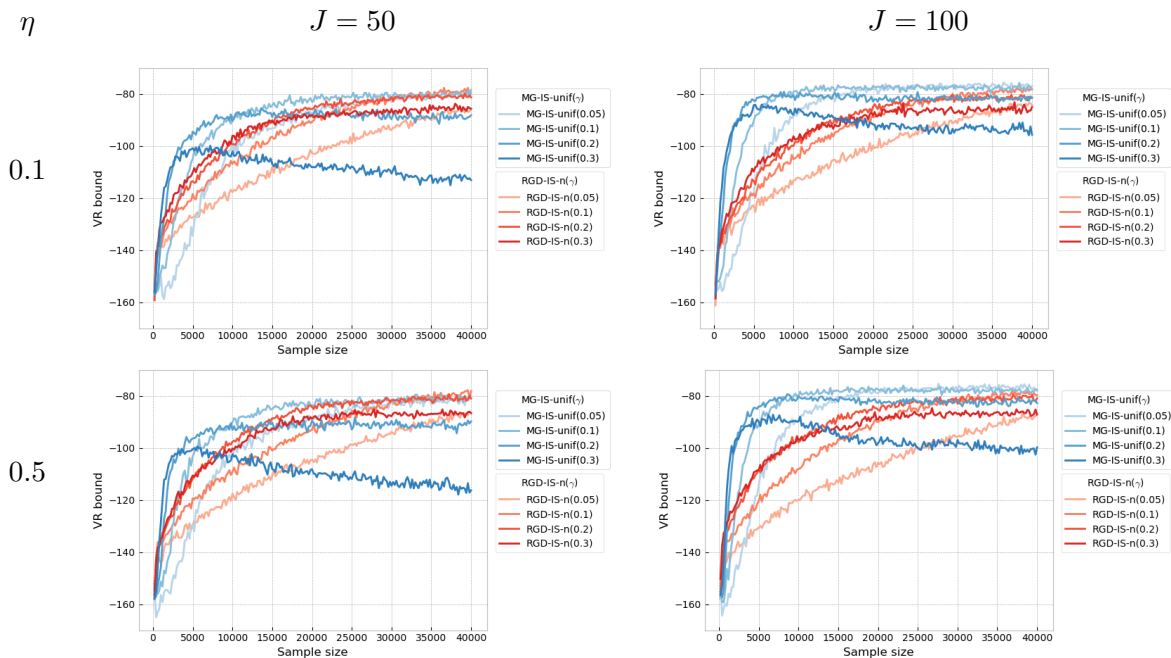 η
J = 50
J = 100
0.1
VR bound
−80
−100
−120
−140
−160
0 5000 10000 15000 20000 25000 30000 35000 40000
Sample size
MG-IS-unif(γ)
MG-IS-unif(0.05)
MG-IS-unif(0.1)
MG-IS-unif(0.2)
MG-IS-unif(0.3)
RGD-IS-n(γ)
RGD-IS-n(0.05)
RGD-IS-n(0.1)
RGD-IS-n(0.2)
RGD-IS-n(0.3)
VR bound
−80
−100
−120
−140
−160
0 5000 10000 15000 20000 25000 30000 35000 40000
Sample size
MG-IS-unif(γ)
MG-IS-unif(0.05)
MG-IS-unif(0.1)
MG-IS-unif(0.2)
MG-IS-unif(0.3)
RGD-IS-n(γ)
RGD-IS-n(0.05)
RGD-IS-n(0.1)
RGD-IS-n(0.2)
RGD-IS-n(0.3)
0.5
VR bound
−80
−100
−120
−140
−160
0 5000 10000 15000 20000 25000 30000 35000 40000
Sample size
MG-IS-unif(γ)
MG-IS-unif(0.05)
MG-IS-unif(0.1)
MG-IS-unif(0.2)
MG-IS-unif(0.3)
RGD-IS-n(γ)
RGD-IS-n(0.05)
RGD-IS-n(0.1)
RGD-IS-n(0.2)
RGD-IS-n(0.3)
VR bound
−80
−100
−120
−140
−160
0 5000 10000 15000 20000 25000 30000 35000 40000
Sample size
MG-IS-unif(γ)
MG-IS-unif(0.05)
MG-IS-unif(0.1)
MG-IS-unif(0.2)
MG-IS-unif(0.3)
RGD-IS-n(γ)
RGD-IS-n(0.05)
RGD-IS-n(0.1)
RGD-IS-n(0.2)
RGD-IS-n(0.3)